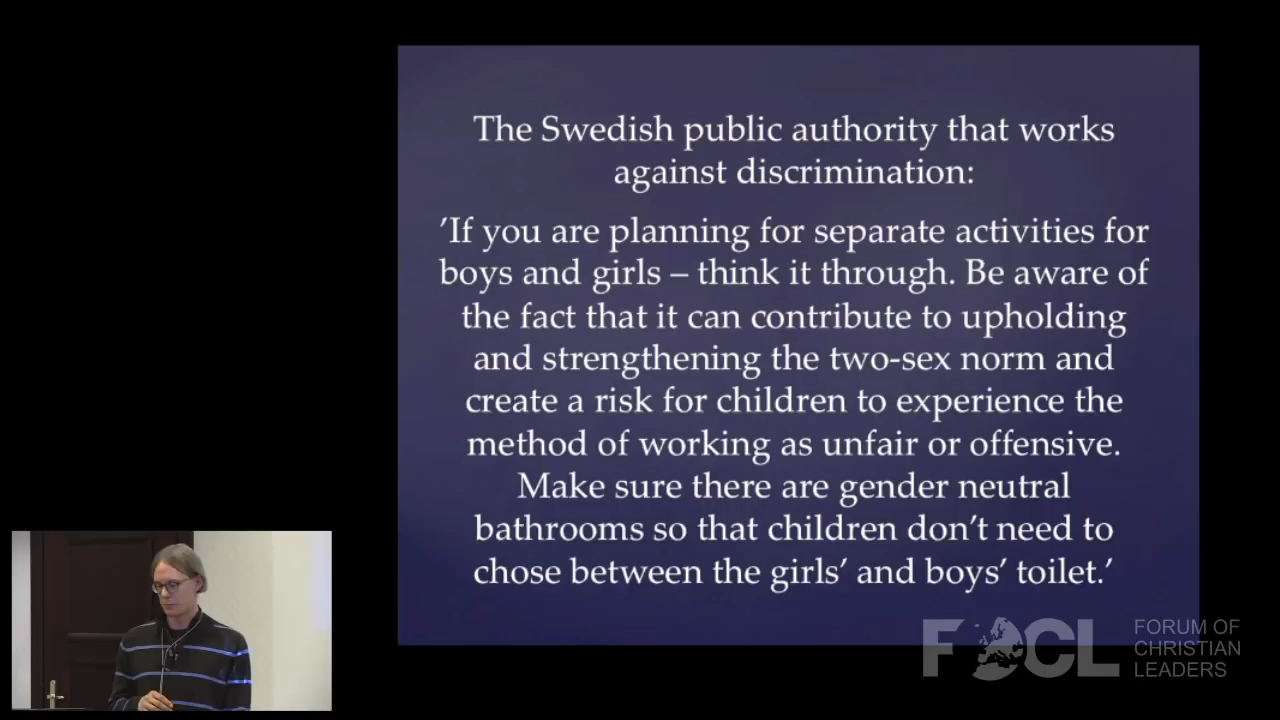 The Swedish public authority that works
against discrimination:
’If you are planning for separate activities for
boys and girls – think it through. Be aware of
the fact that it can contribute to upholding
and strengthening the two-sex norm and
create a risk for children to experience the
method of working as unfair or offensive.
Make sure there are gender neutral
bathrooms so that children don’t need to
chose between the girls’ and boys’ toilet.’
FOCL
FORUM OF
CHRISTIAN
LEADERS